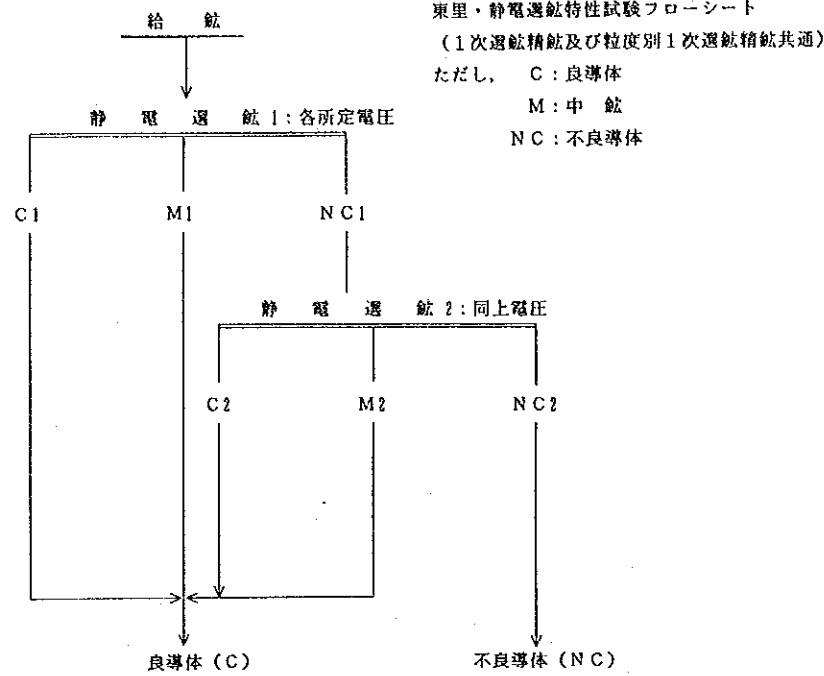 東里・静電選鉱特性試験フローシート
(1次選鉱精鉱及び粒度別1次選鉱精鉱共通)
ただし, C:良導体
M:中 鉱
NC:不良導体
給 鉱
静 電 選 鉱 1:各所定電圧
C1 M1 NC1
静 電 選 鉱 2:同上電圧
C2 M2 NC2
良導体(C) 不良導体(NC)